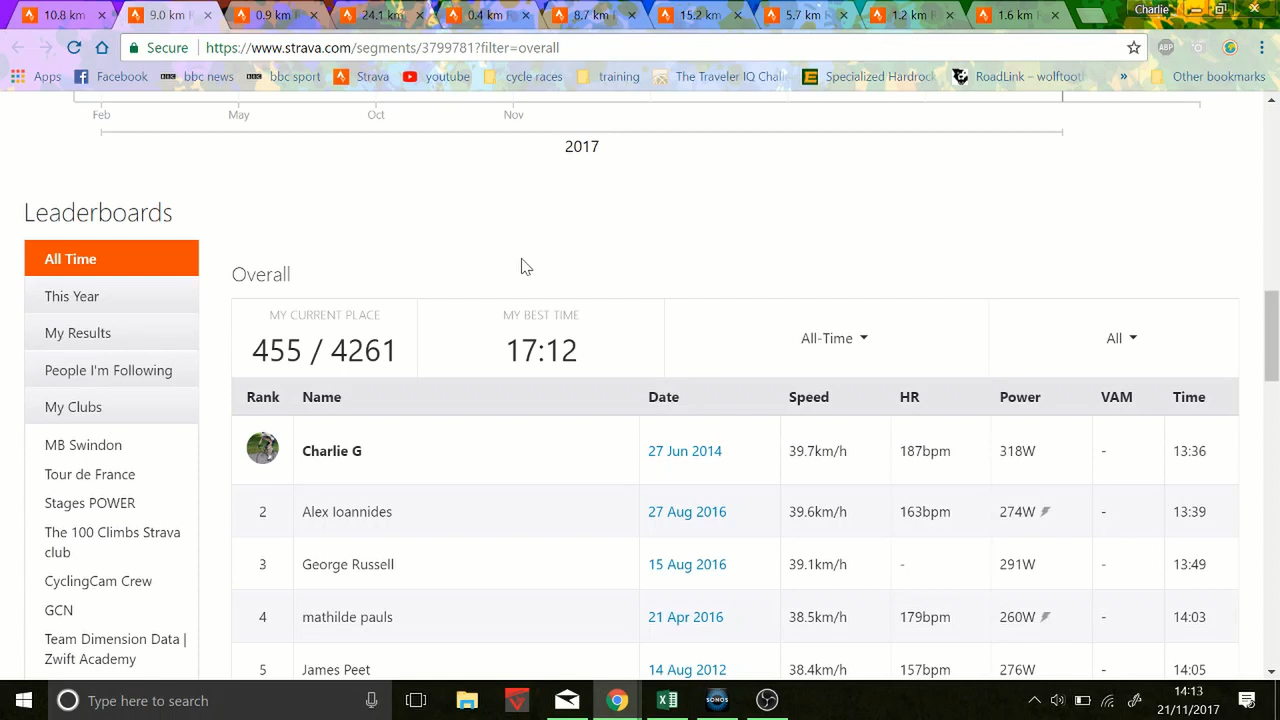 10.8 km
9.0 km
0.9 km
24.1 km
0.4 km
8.7 km
15.2 km
5.7 km
1.2 km
1.6 km
Charlie
Secure
https://www.strava.com/segments/3799781?filter=overall
ABP
Apps
Facebook
bbc news
bbc sport
Strava
youtube
cycle races
training
The Traveler IQ Chal
Specialized Hardroc
RoadLink – wolftoot
»
Other bookmarks
Feb May Oct Nov
2017
Leaderboards
All Time
This Year
My Results
People I'm Following
My Clubs
MB Swindon
Tour de France
Stages POWER
The 100 Climbs Strava
club
CyclingCam Crew
GCN
Team Dimension Data |
Zwift Academy
Overall
MY CURRENT PLACE
455 / 4261
MY BEST TIME
17:12
All-Time
All
Rank Name Date Speed HR Power VAM Time
Charlie G 27 Jun 2014 39.7km/h 187bpm 318W - 13:36
2 Alex Ioannides 27 Aug 2016 39.6km/h 163bpm 274W - 13:39
3 George Russell 15 Aug 2016 39.1km/h - 291W - 13:49
4 mathilde pauls 21 Apr 2016 38.5km/h 179bpm 260W - 14:03
5 James Peet 14 Aug 2012 38.4km/h 157bpm 276W - 14:05
Type here to search
SONOS
14:13
21/11/2017